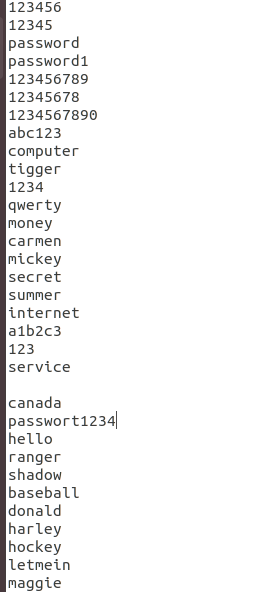 123456
12345
password
password1
123456789
12345678
1234567890
abc123
computer
tigger
1234
qwerty
money
carmen
mickey
secret
summer
internet
a1b2c3
123
service

canada
passwort1234
hello
ranger
shadow
baseball
donald
harley
hockey
letmein
maggie